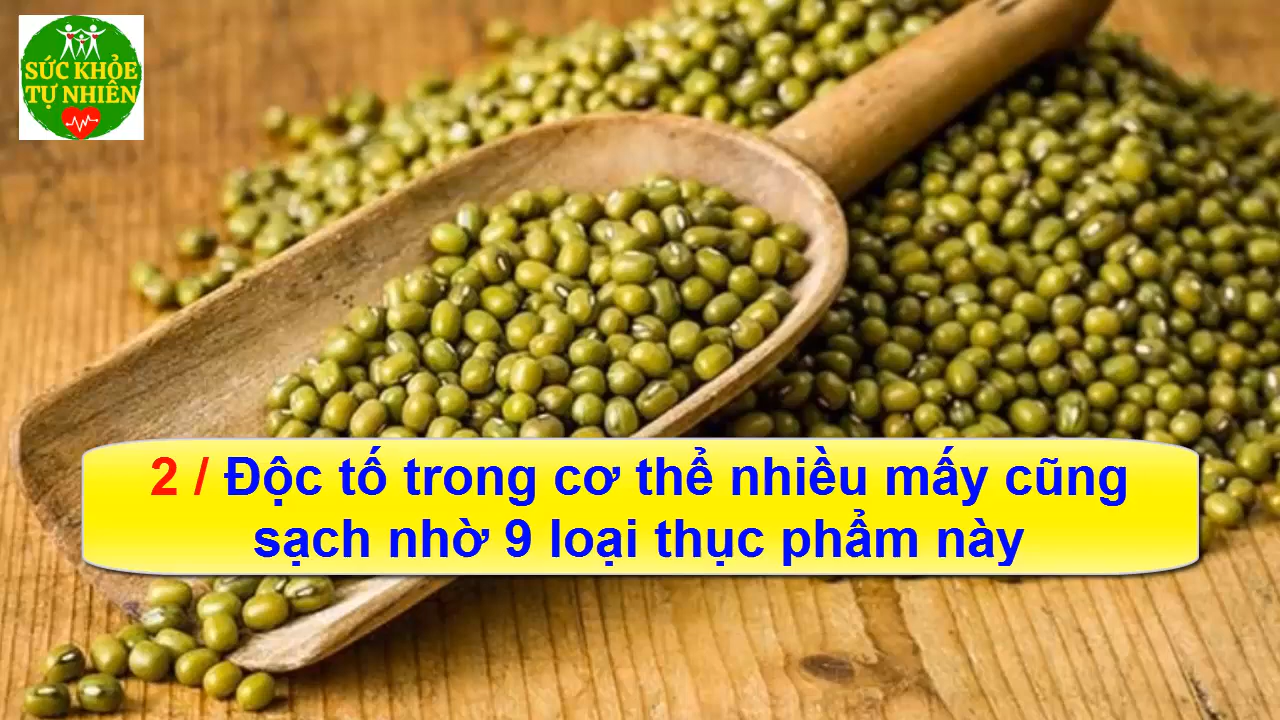 SỨC KHỎE
TỰ NHIÊN
2 / Độc tố trong cơ thể nhiều mấy cũng
sạch nhờ 9 loại thục phẩm này